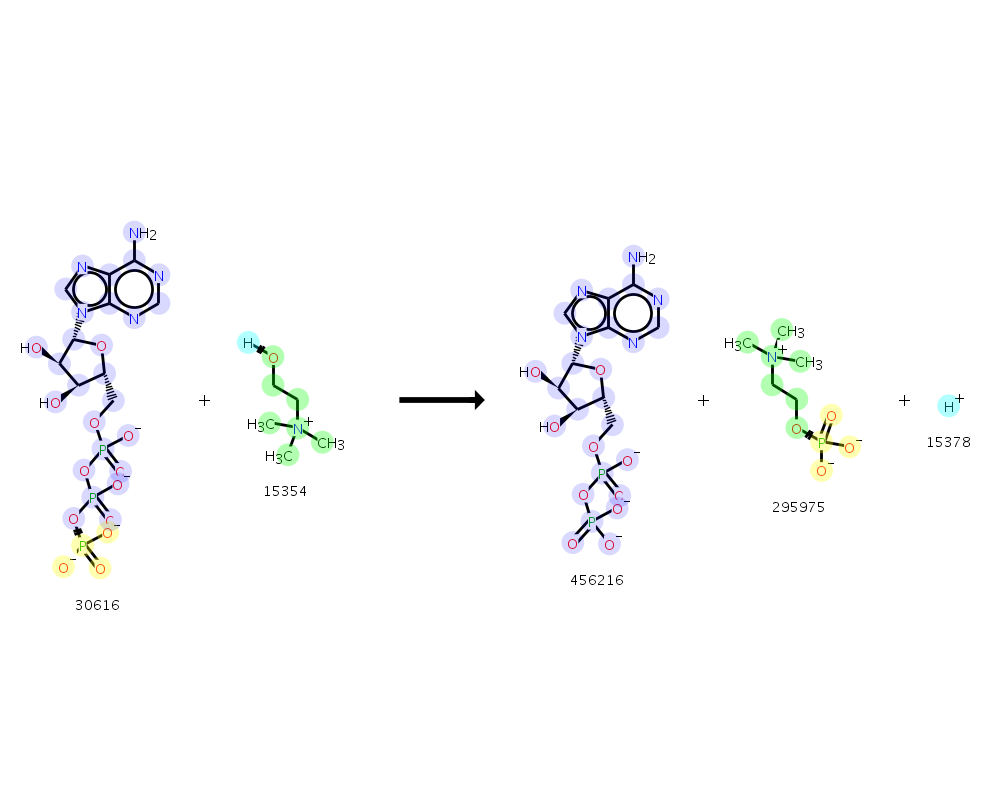 NH2
N
N
N
N
HO
O
HO
O
O−
P
O
O
O−
P
O
O
O−
P
O−
O
30616
+
H
O
H3C
N+
CH3
H3C
15354
NH2
N
N
N
N
HO
O
HO
O
O−
P
O
O
O−
P
O
O−
456216
+
CH3
H3C
N+
CH3
O
O
P
O−
O−
295975
+
H+
15378